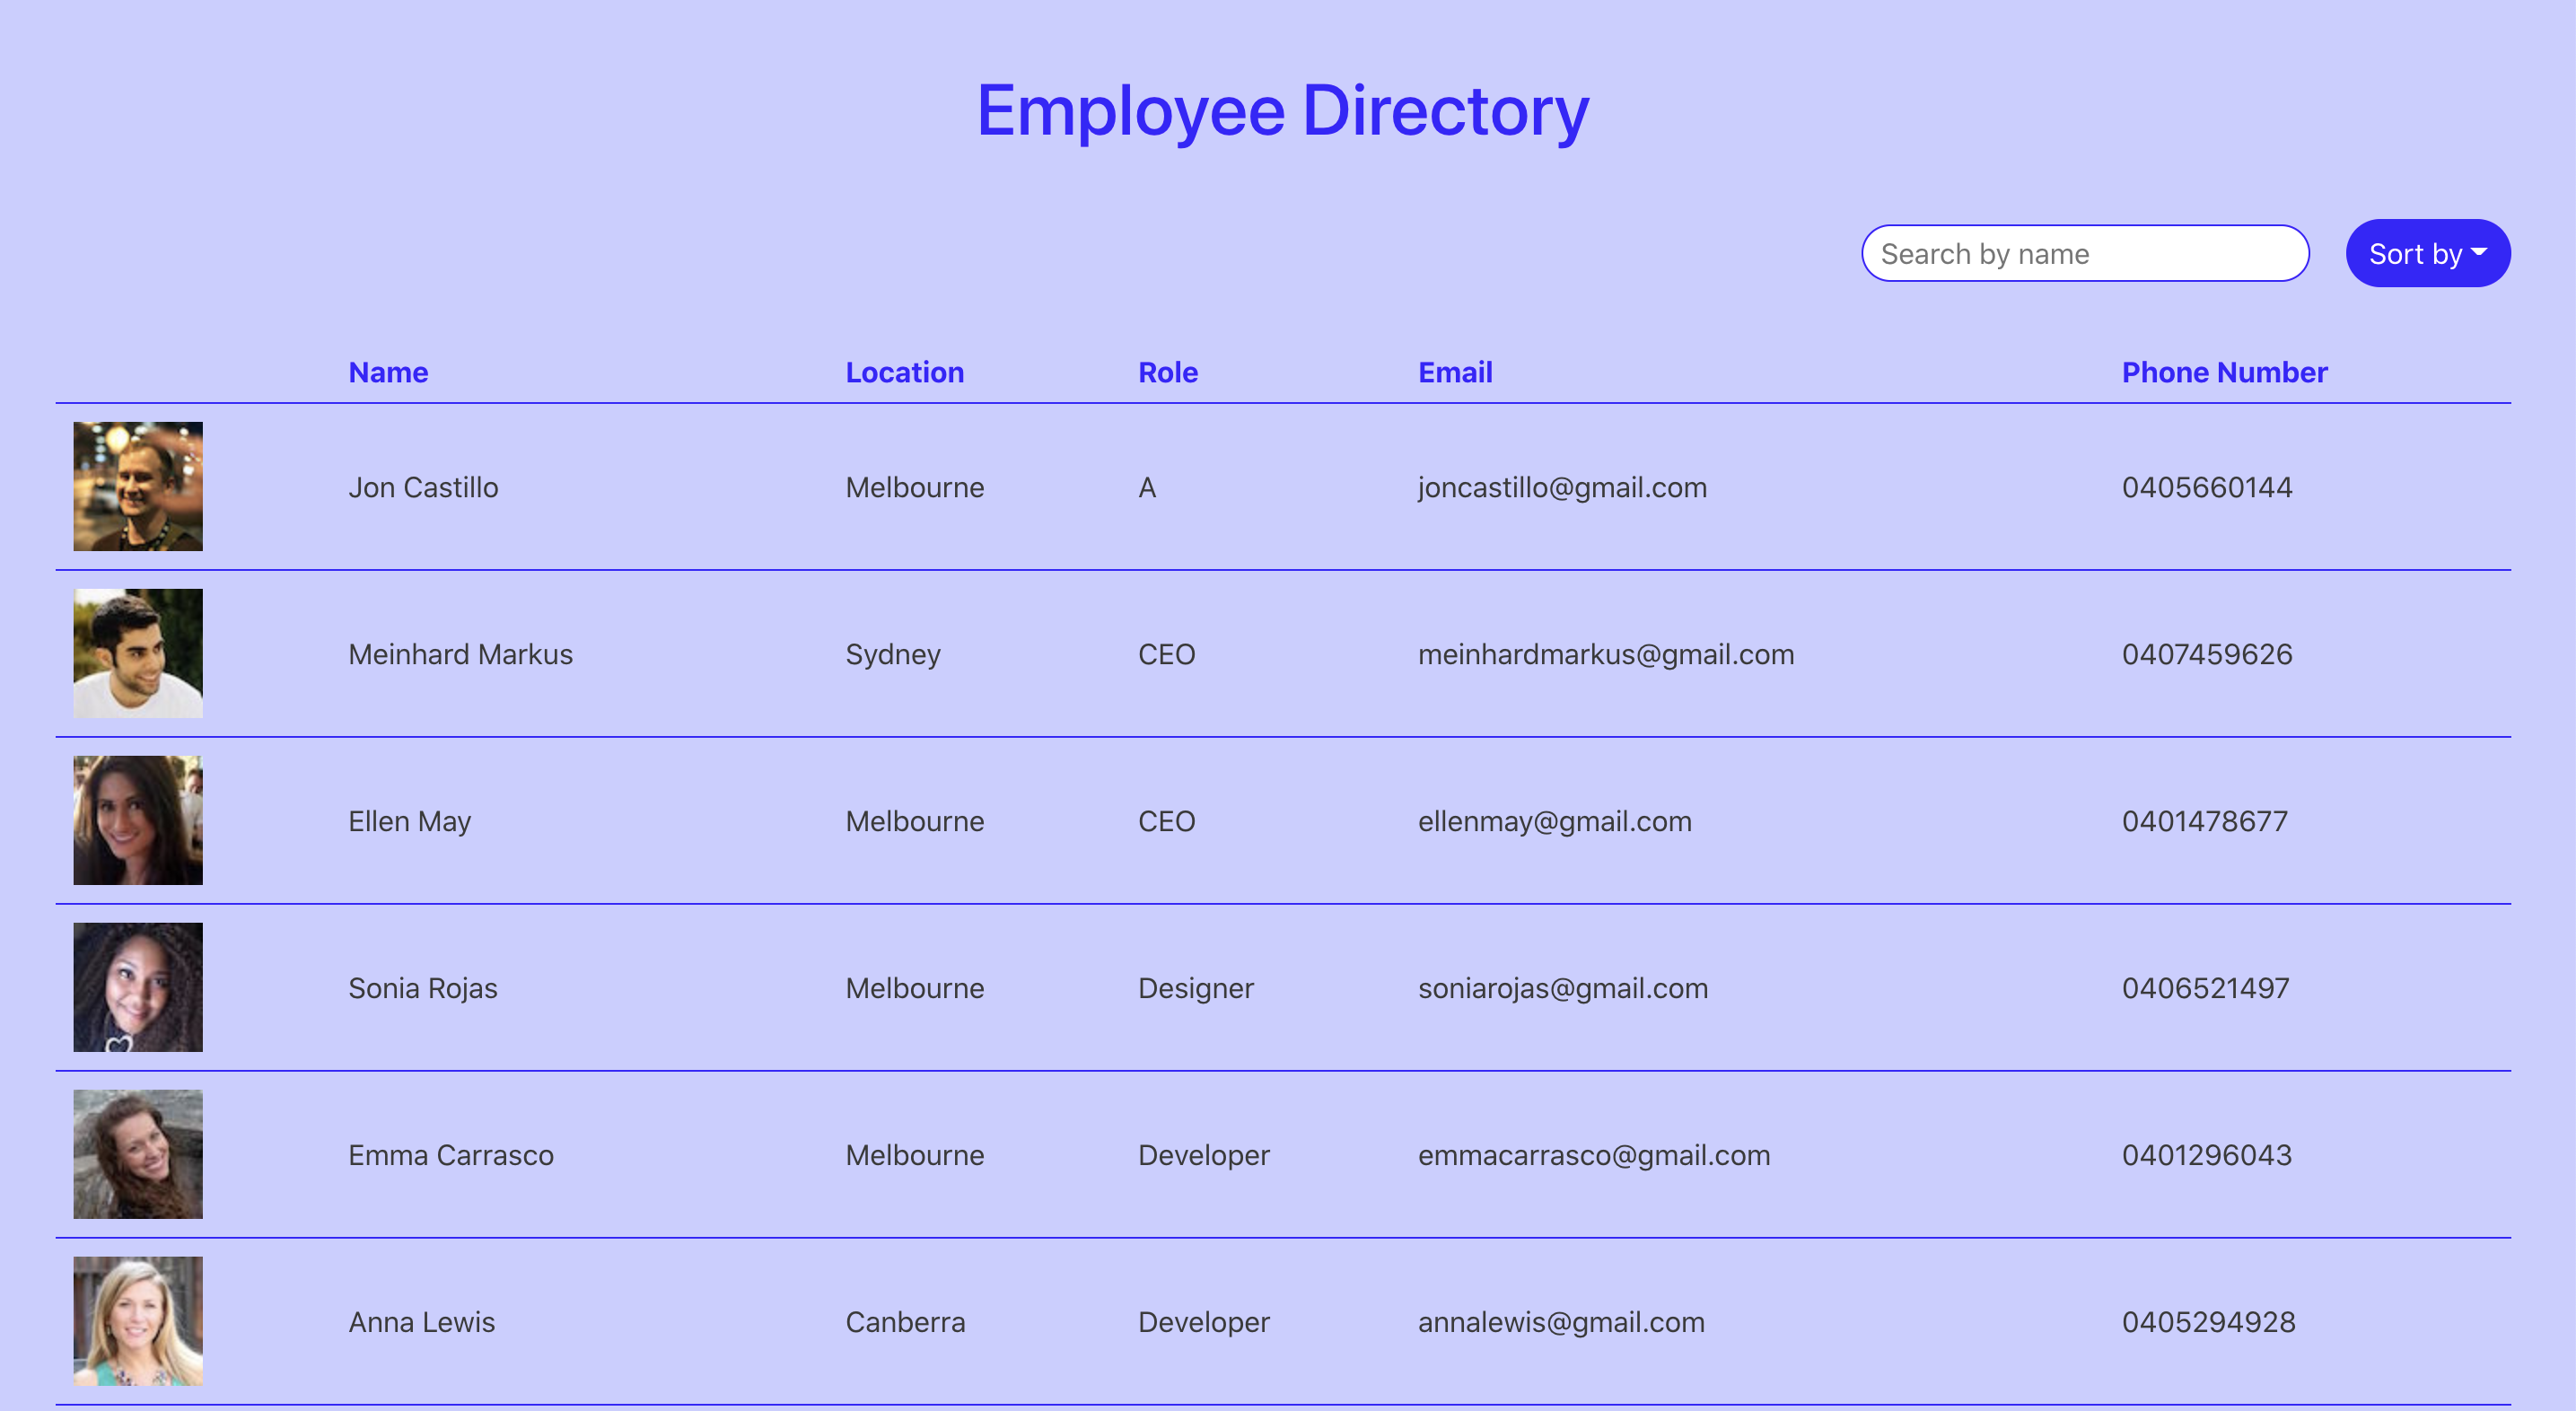 Employee Directory
Search by name
Sort by
Name Location Role Email Phone Number
Jon Castillo Melbourne A joncastillo@gmail.com 0405660144
Meinhard Markus Sydney CEO meinhardmarkus@gmail.com 0407459626
Ellen May Melbourne CEO ellenmay@gmail.com 0401478677
Sonia Rojas Melbourne Designer soniarojas@gmail.com 0406521497
Emma Carrasco Melbourne Developer emmacarrasco@gmail.com 0401296043
Anna Lewis Canberra Developer annalewis@gmail.com 0405294928